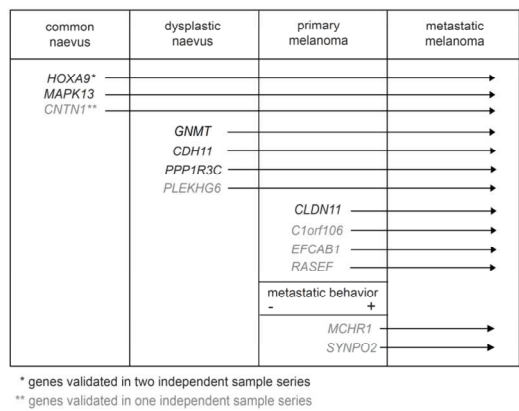 common naevus
dysplastic naevus
primary melanoma
metastatic melanoma
HOXA9*
MAPK13
CNTN1**
GNMT
CDH11
PPP1R3C
PLEKHG6
CLDN11
C1orf106
EFCAB1
RASEF
metastatic behavior
- +
MCHR1
SYNPO2
* genes validated in two independent sample series
** genes validated in one independent sample series